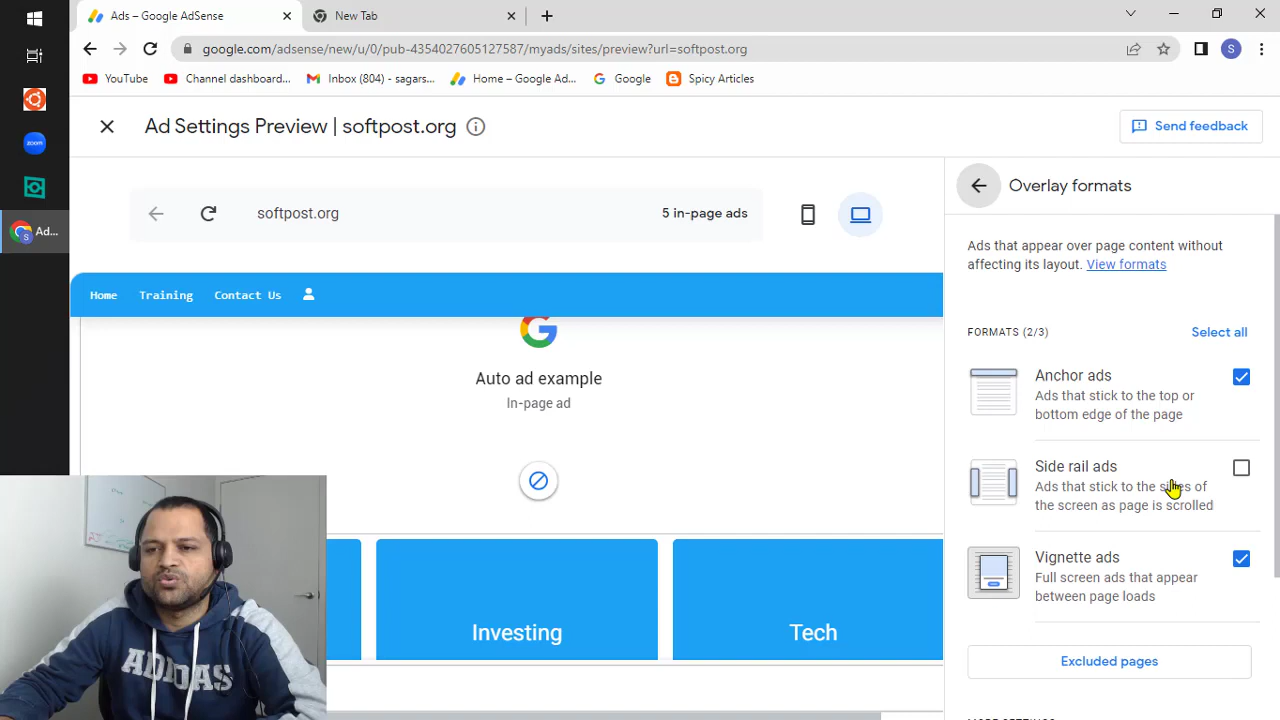 Ads – Google AdSense
New Tab
google.com/adsense/new/u/0/pub-4354027605127587/myads/sites/preview?url=softpost.org
S
YouTube
Channel dashboard...
Inbox (804) - sagars...
Home – Google Ad...
Google
Spicy Articles
zoom
Ad...
Ad Settings Preview | softpost.org
Send feedback
softpost.org
5 in-page ads
Home
Training
Contact Us
Auto ad example
In-page ad
Investing
Tech
ADIDAS
Overlay formats
Ads that appear over page content without
affecting its layout. View formats
FORMATS (2/3)
Select all
Anchor ads
Ads that stick to the top or
bottom edge of the page
Side rail ads
Ads that stick to the sides of
the screen as page is scrolled
Vignette ads
Full screen ads that appear
between page loads
Excluded pages